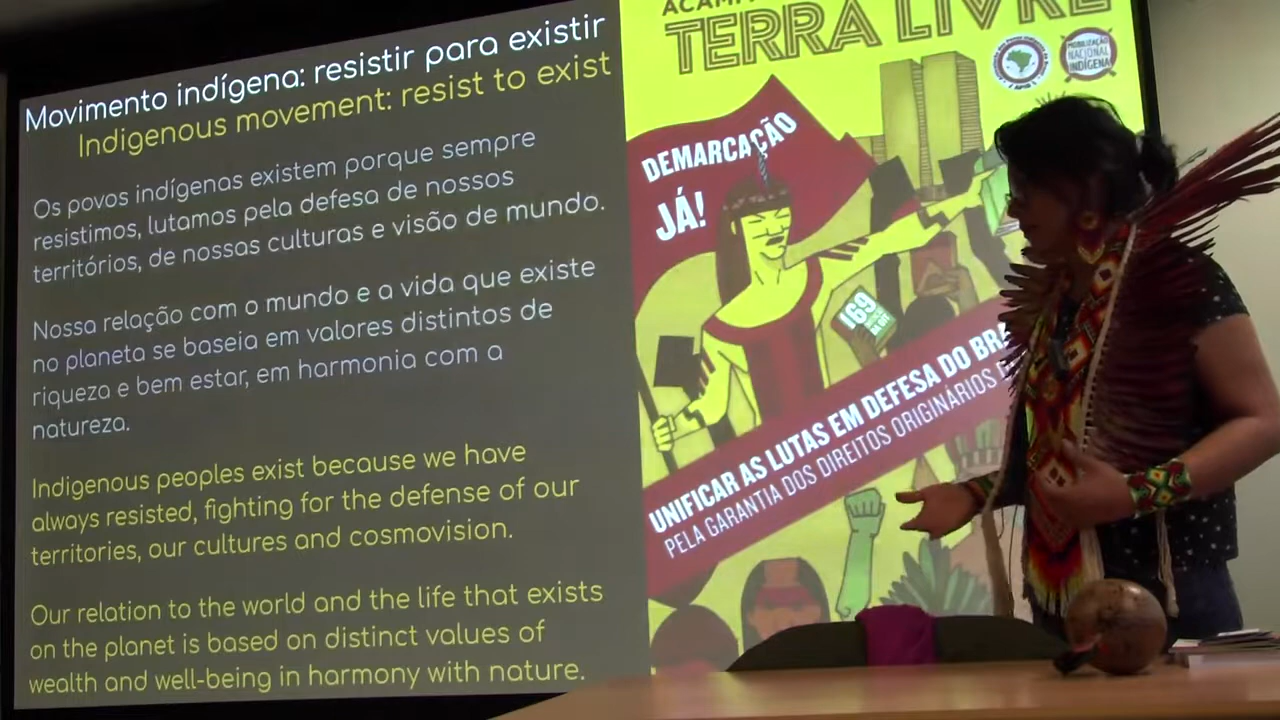 Movimento indígena: resistir para existir
Indigenous movement: resist to exist
Os povos indígenas existem porque sempre
resistimos, lutamos pela defesa de nossos
territórios, de nossas culturas e visão de mundo.
Nossa relação com o mundo e a vida que existe
no planeta se baseia em valores distintos de
riqueza e bem estar, em harmonia com a
natureza.
Indigenous peoples exist because we have
always resisted, fighting for the defense of our
territories, our cultures and cosmovision.
Our relation to the world and the life that exists
on the planet is based on distinct values of
wealth and well-being in harmony with nature.
TERRA LIVRE
MOBILIZAÇÃO
NACIONAL
INDÍGENA
DEMARCAÇÃO
JÁ!
169
UNIFICAR AS LUTAS EM DEFESA DO BRA
PELA GARANTIA DOS DIREITOS ORIGINÁRIOS